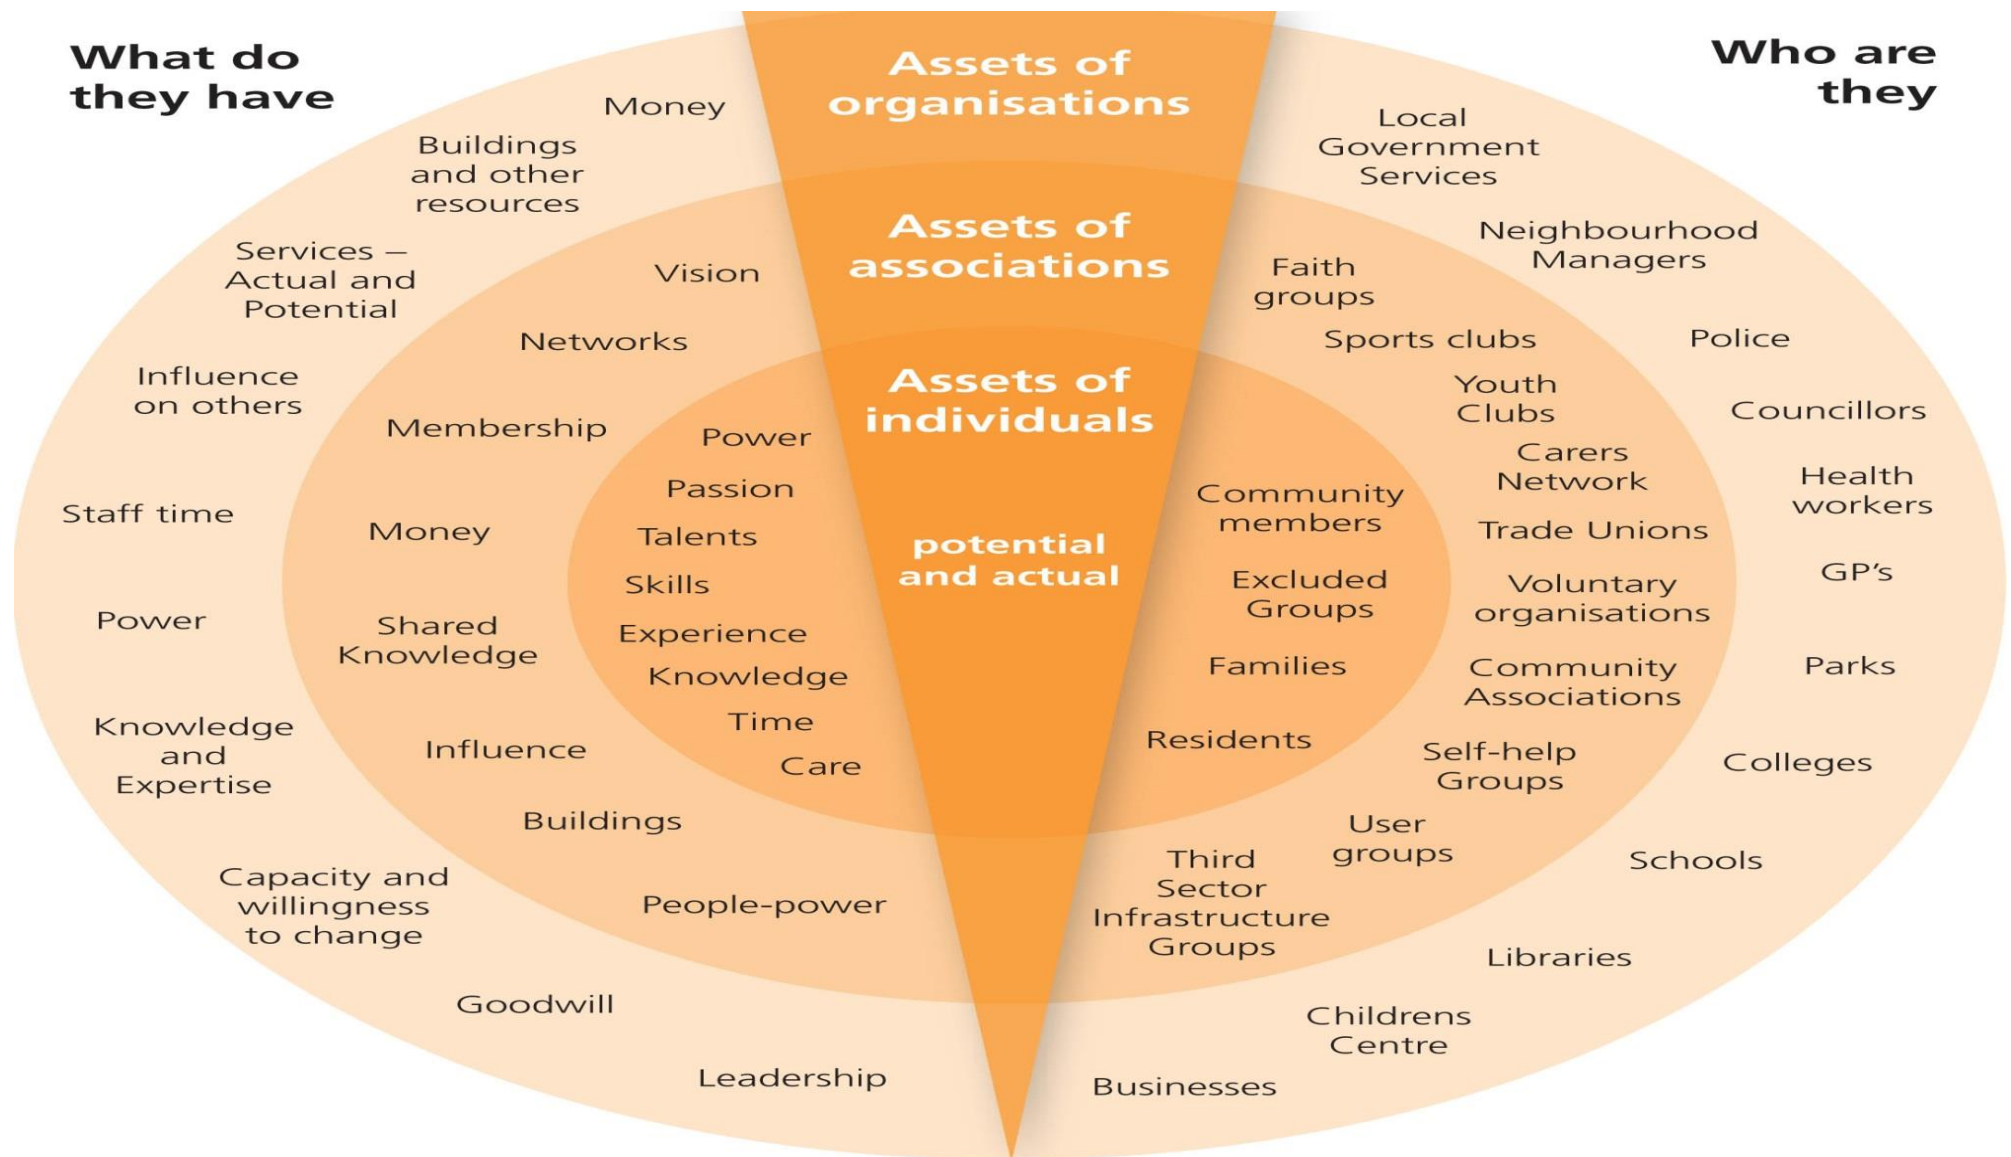 What do
they have
Money
Buildings
and other
resources
Services –
Actual and
Potential
Influence
on others
Staff time
Power
Knowledge
and
Expertise
Capacity and
willingness
to change
Goodwill
Leadership
Vision
Networks
Membership
Money
Shared
Knowledge
Influence
Buildings
People-power
Power
Passion
Talents
Skills
Experience
Knowledge
Time
Care
Assets of
organisations
Assets of
associations
Assets of
individuals
potential
and actual
Who are
they
Community
members
Excluded
Groups
Families
Residents
Faith
groups
Sports clubs
Youth
Clubs
Carers
Network
Trade Unions
Voluntary
organisations
Community
Associations
Self-help
Groups
User
groups
Third
Sector
Infrastructure
Groups
Local
Government
Services
Neighbourhood
Managers
Police
Councillors
Health
workers
GP’s
Parks
Colleges
Schools
Libraries
Childrens
Centre
Businesses